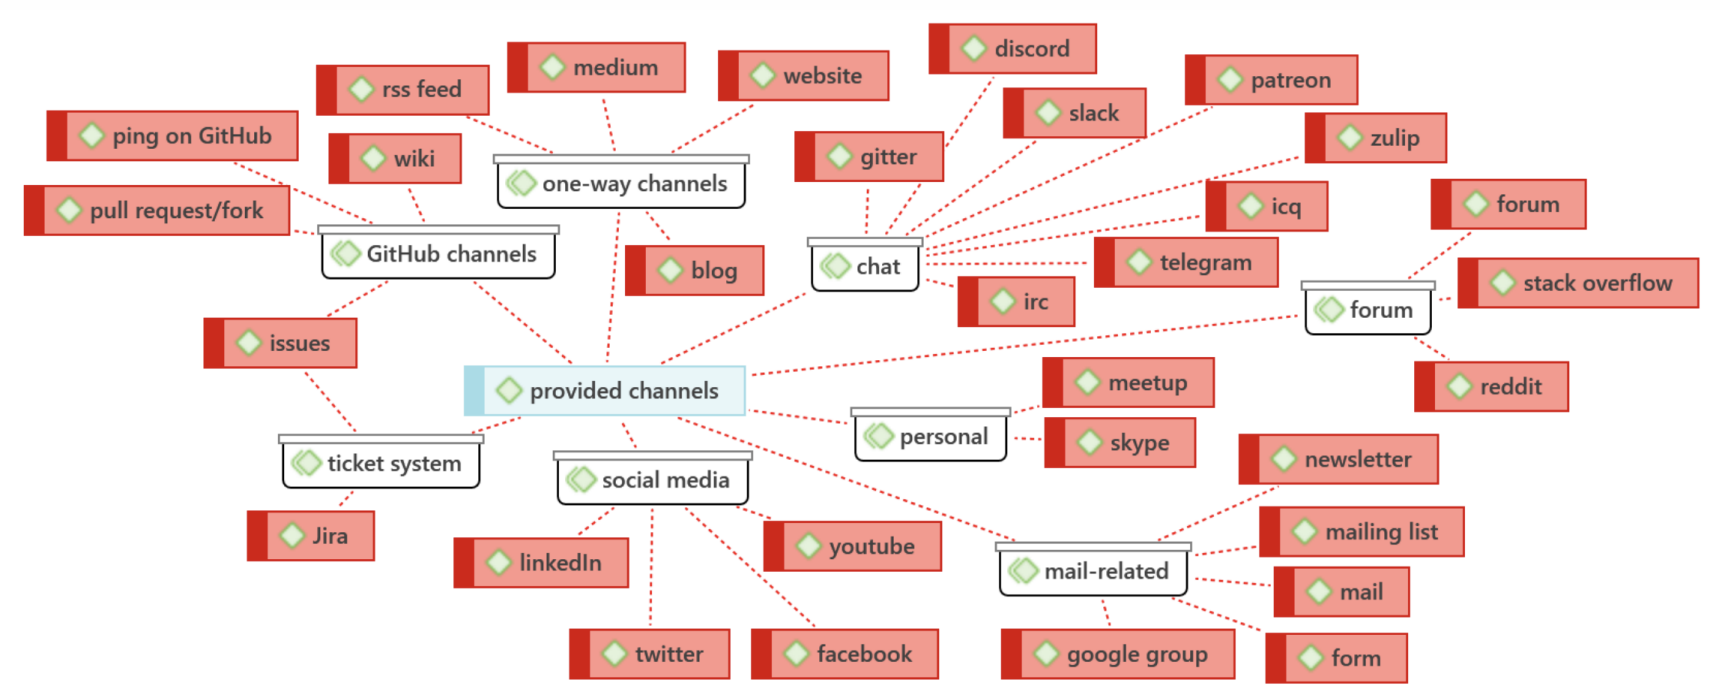 discord
medium
website
patreon
rss feed
slack
ping on GitHub
zulip
wiki
gitter
one-way channels
pull request/fork
icq
forum
GitHub channels
blog
chat
telegram
stack overflow
irc
forum
issues
provided channels
meetup
reddit
personal
skype
ticket system
social media
newsletter
Jira
youtube
mailing list
linkedIn
mail-related
mail
twitter
facebook
google group
form